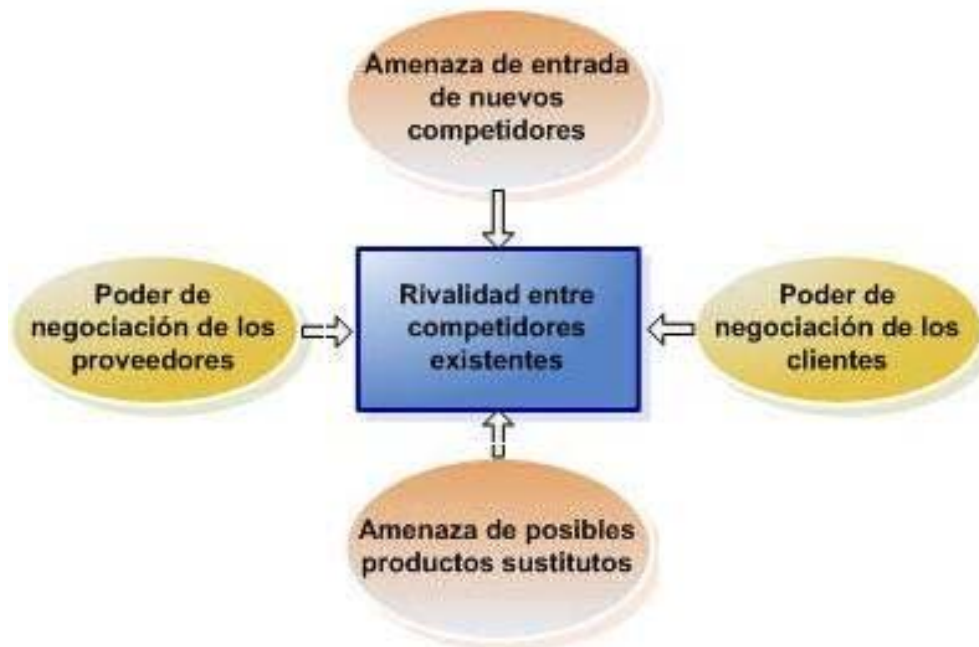 Amenaza de entrada
de nuevos
competidores
Poder de
negociación de los
proveedores
Rivalidad entre
competidores
existentes
Poder de
negociación de los
clientes
Amenaza de posibles
productos sustitutos